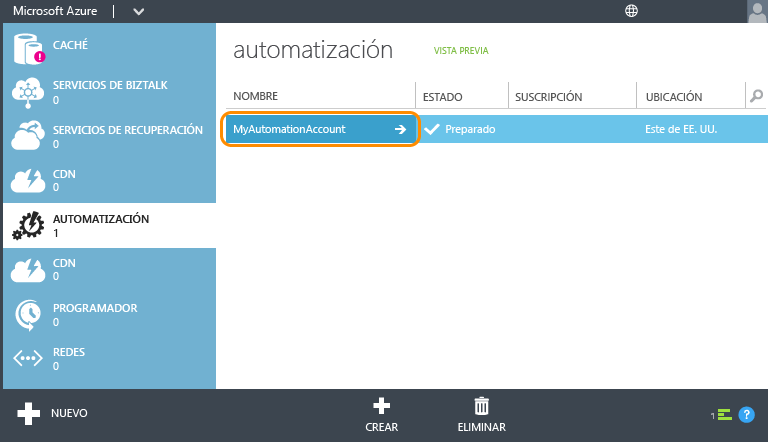 Microsoft Azure
CACHÉ
SERVICIOS DE BIZTALK
0
SERVICIOS DE RECUPERACIÓN
0
CDN
0
AUTOMATIZACIÓN
1
CDN
0
PROGRAMADOR
0
REDES
0
automatización VISTA PREVIA
NOMBRE ESTADO SUSCRIPCIÓN UBICACIÓN
MyAutomationAccount Preparado Este de EE. UU.
NUEVO
CREAR
ELIMINAR
1
?